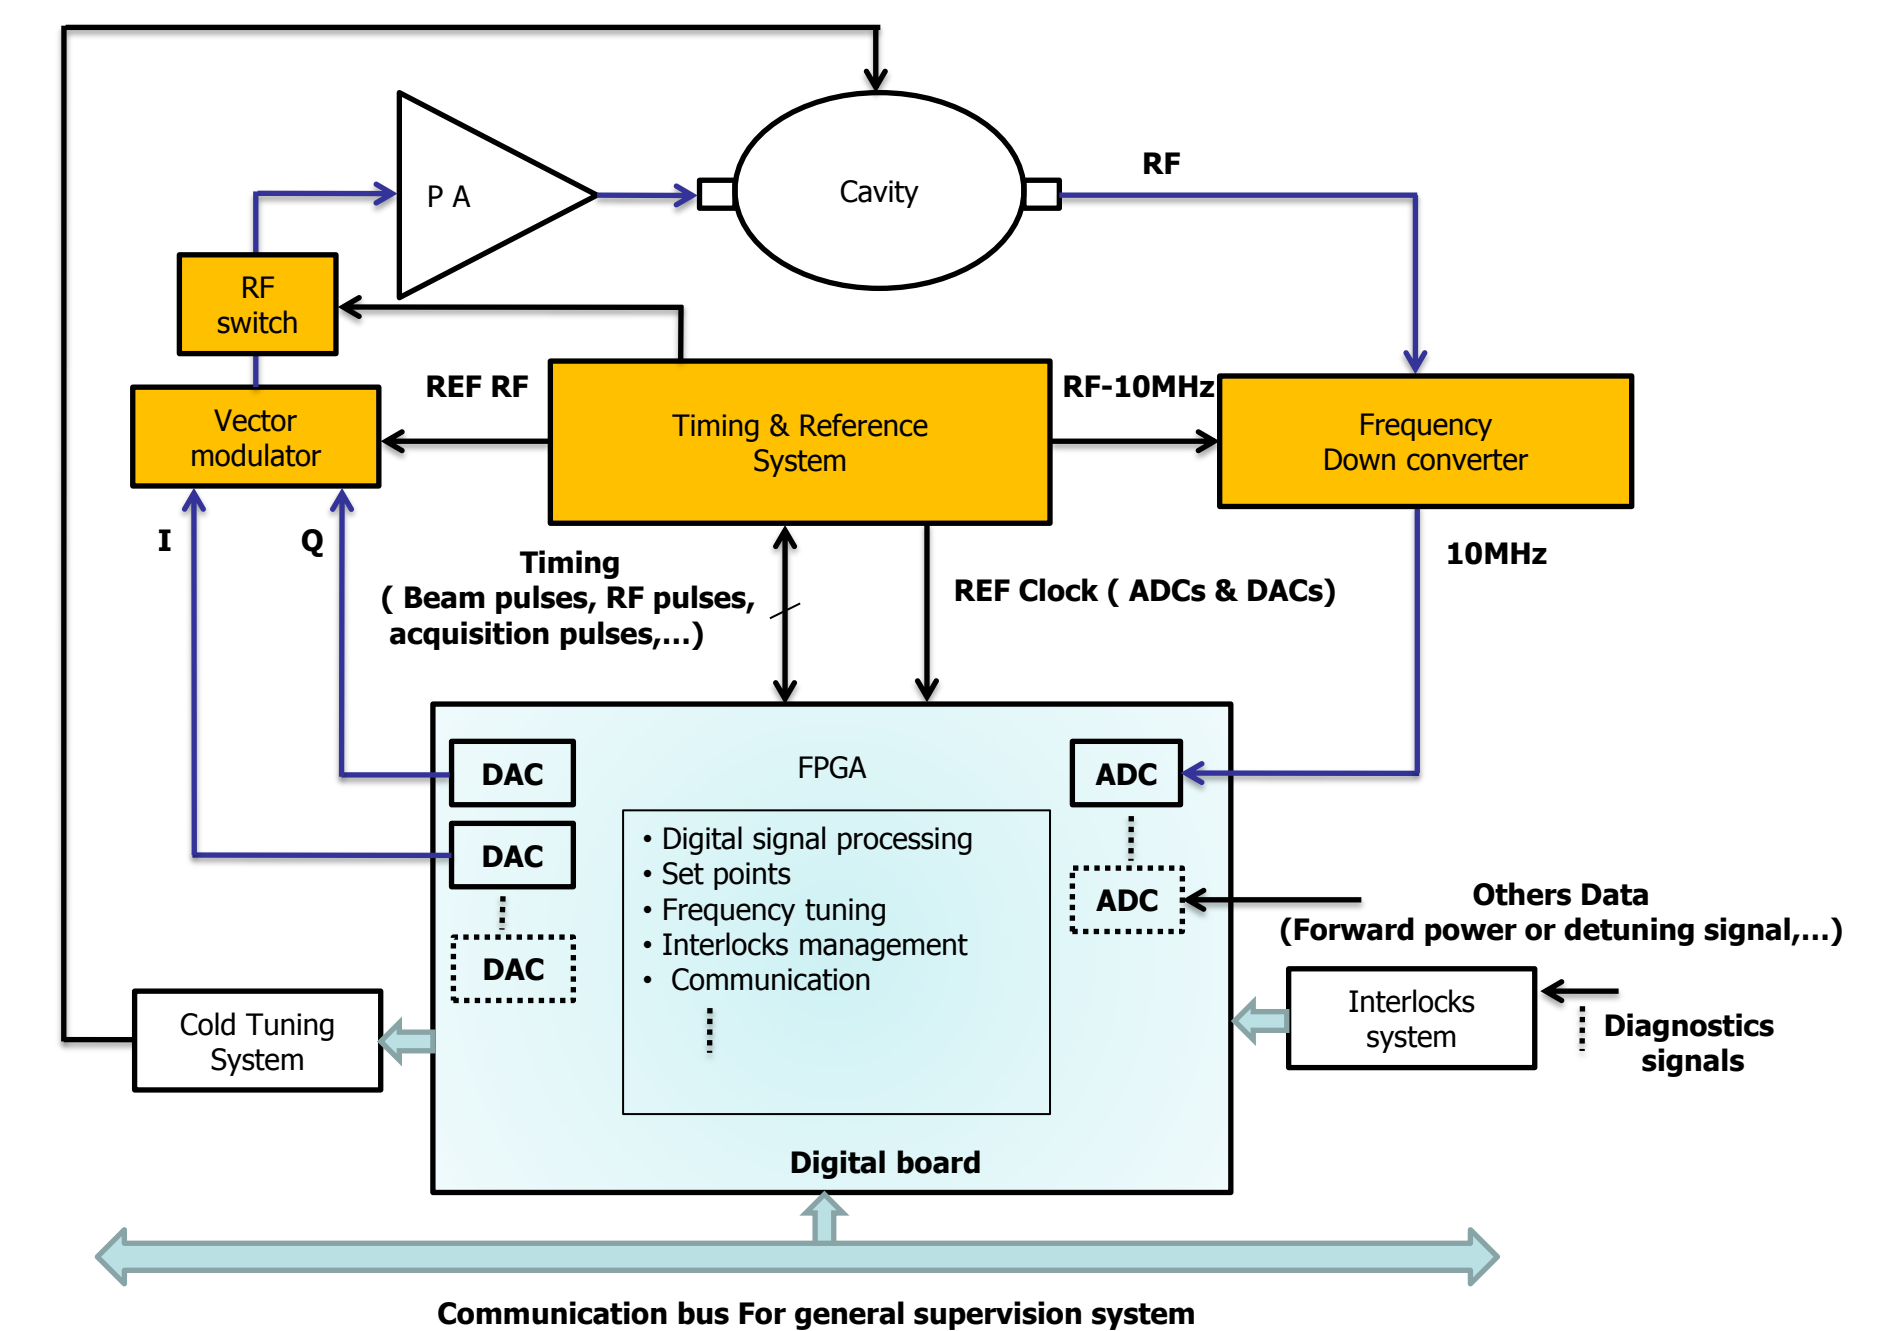 RF
P A
Cavity
RF
switch
REF RF
RF-10MHz
Vector
modulator
Timing & Reference
System
Frequency
Down converter
I
Q
10MHz
Timing
( Beam pulses, RF pulses,
acquisition pulses,...)
REF Clock ( ADCs & DACs)
DAC
FPGA
ADC
DAC
• Digital signal processing
• Set points
• Frequency tuning
• Interlocks management
• Communication
ADC
Others Data
(Forward power or detuning signal,...)
DAC
Cold Tuning
System
Interlocks
system
Diagnostics
signals
Digital board
Communication bus For general supervision system